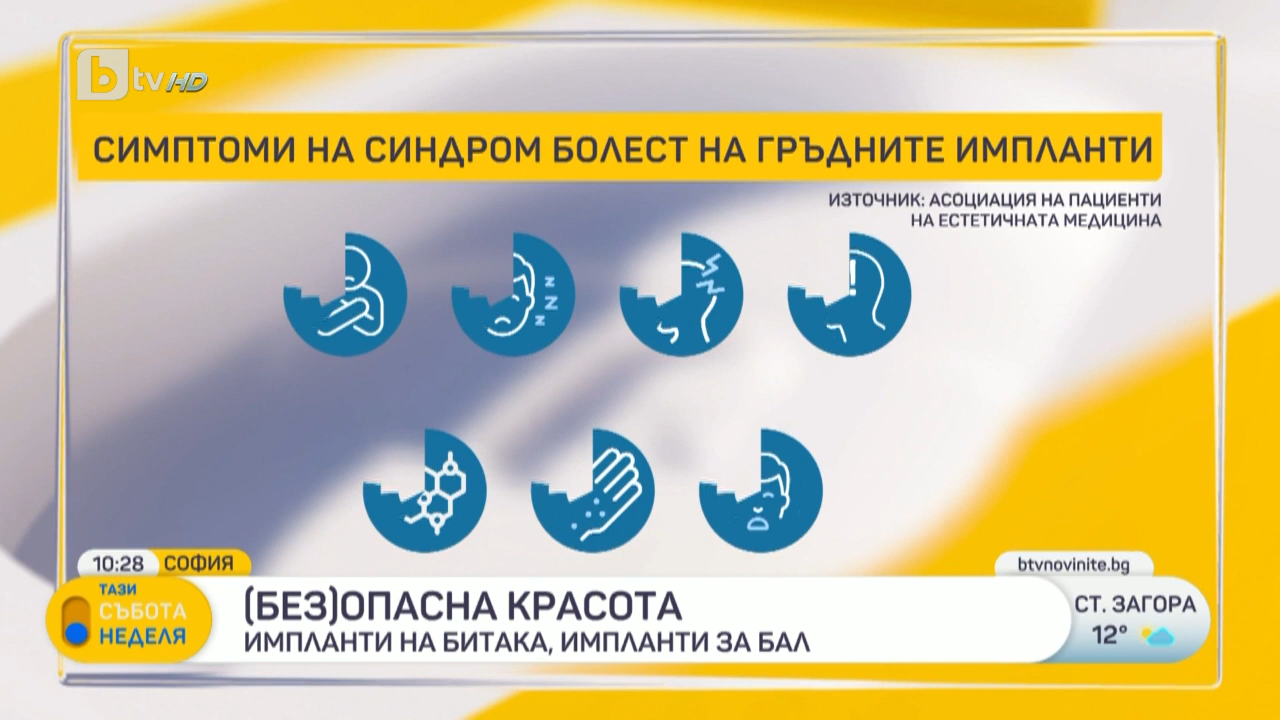 btv HD
СИМПТОМИ НА СИНДРОМ БОЛЕСТ НА ГРЪДНИТЕ ИМПЛАНТИ
ИЗТОЧНИК: АСОЦИАЦИЯ НА ПАЦИЕНТИ
НА ЕСТЕТИЧНАТА МЕДИЦИНА
z
z
z
!
10:28 СОФИЯ
btvnovinite.bg
ТАЗИ
СЪБОТА
НЕДЕЛЯ
(БЕЗ)ОПАСНА КРАСОТА
ИМПЛАНТИ НА БИТАКА, ИМПЛАНТИ ЗА БАЛ
СТ. ЗАГОРА
12°